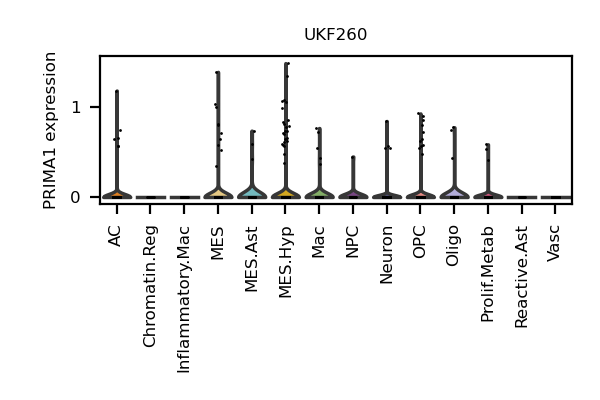 UKF260
PRIMA1 expression
1
0
AC
Chromatin.Reg
Inflammatory.Mac
MES
MES.Ast
MES.Hyp
Mac
NPC
Neuron
OPC
Oligo
Prolif.Metab
Reactive.Ast
Vasc